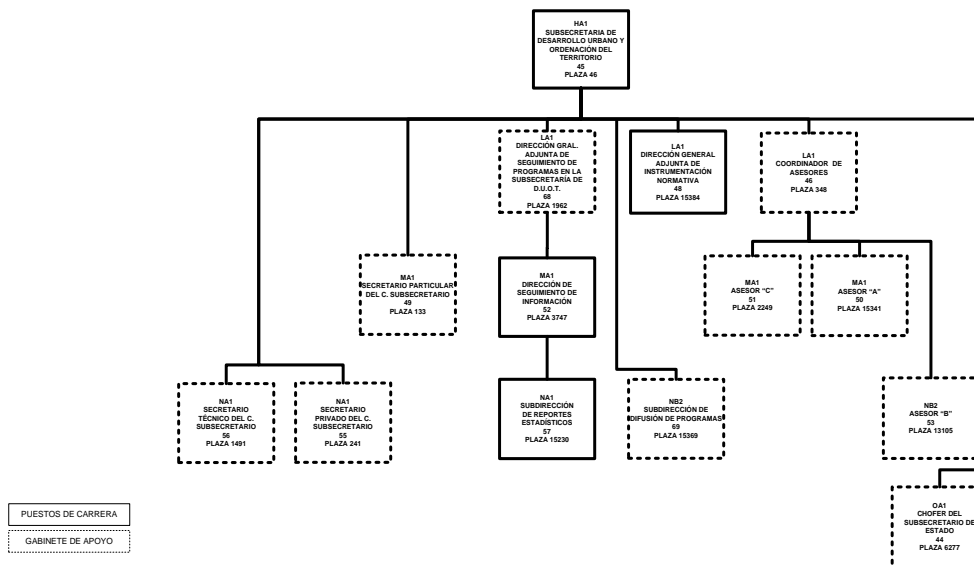 HA1
SUBSECRETARIA DE
DESARROLLO URBANO Y
ORDENACIÓN DEL
TERRITORIO
45
PLAZA 46
LA1
DIRECCIÓN GRAL.
ADJUNTA DE
SEGUIMIENTO DE
PROGRAMAS EN LA
SUBSECRETARÍA DE
D.U.O.T.
68
PLAZA 1962
LA1
DIRECCIÓN GENERAL
ADJUNTA DE
INSTRUMENTACIÓN
NORMATIVA
48
PLAZA 15384
LA1
COORDINADOR DE
ASESORES
46
PLAZA 348
MA1
SECRETARIO PARTICULAR
DEL C. SUBSECRETARIO
49
PLAZA 133
MA1
DIRECCIÓN DE
SEGUIMIENTO DE
INFORMACIÓN
52
PLAZA 3747
MA1
ASESOR "C"
51
PLAZA 2249
MA1
ASESOR "A"
50
PLAZA 15341
NA1
SECRETARIO
TÉCNICO DEL C.
SUBSECRETARIO
56
PLAZA 1491
NA1
SECRETARIO
PRIVADO DEL C.
SUBSECRETARIO
55
PLAZA 241
NA1
SUBDIRECCIÓN
DE REPORTES
ESTADÍSTICOS
57
PLAZA 15230
NB2
SUBDIRECCIÓN DE
DIFUSIÓN DE PROGRAMAS
69
PLAZA 15369
NB2
ASESOR "B"
53
PLAZA 13105
OA1
CHOFER DEL
SUBSECRETARIO DE
ESTADO
44
PLAZA 6277
PUESTOS DE CARRERA
GABINETE DE APOYO